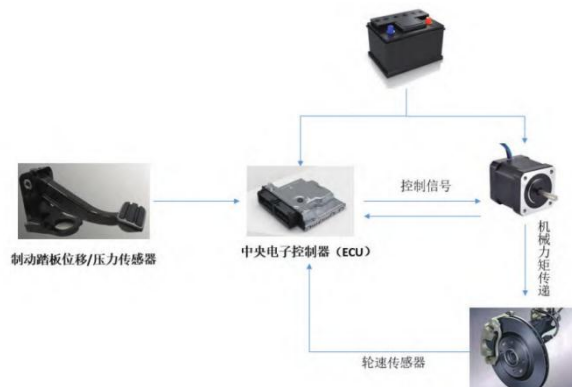 控制信号
制动踏板位移/压力传感器
中央电子控制器（ECU）
机械力矩传递
轮速传感器